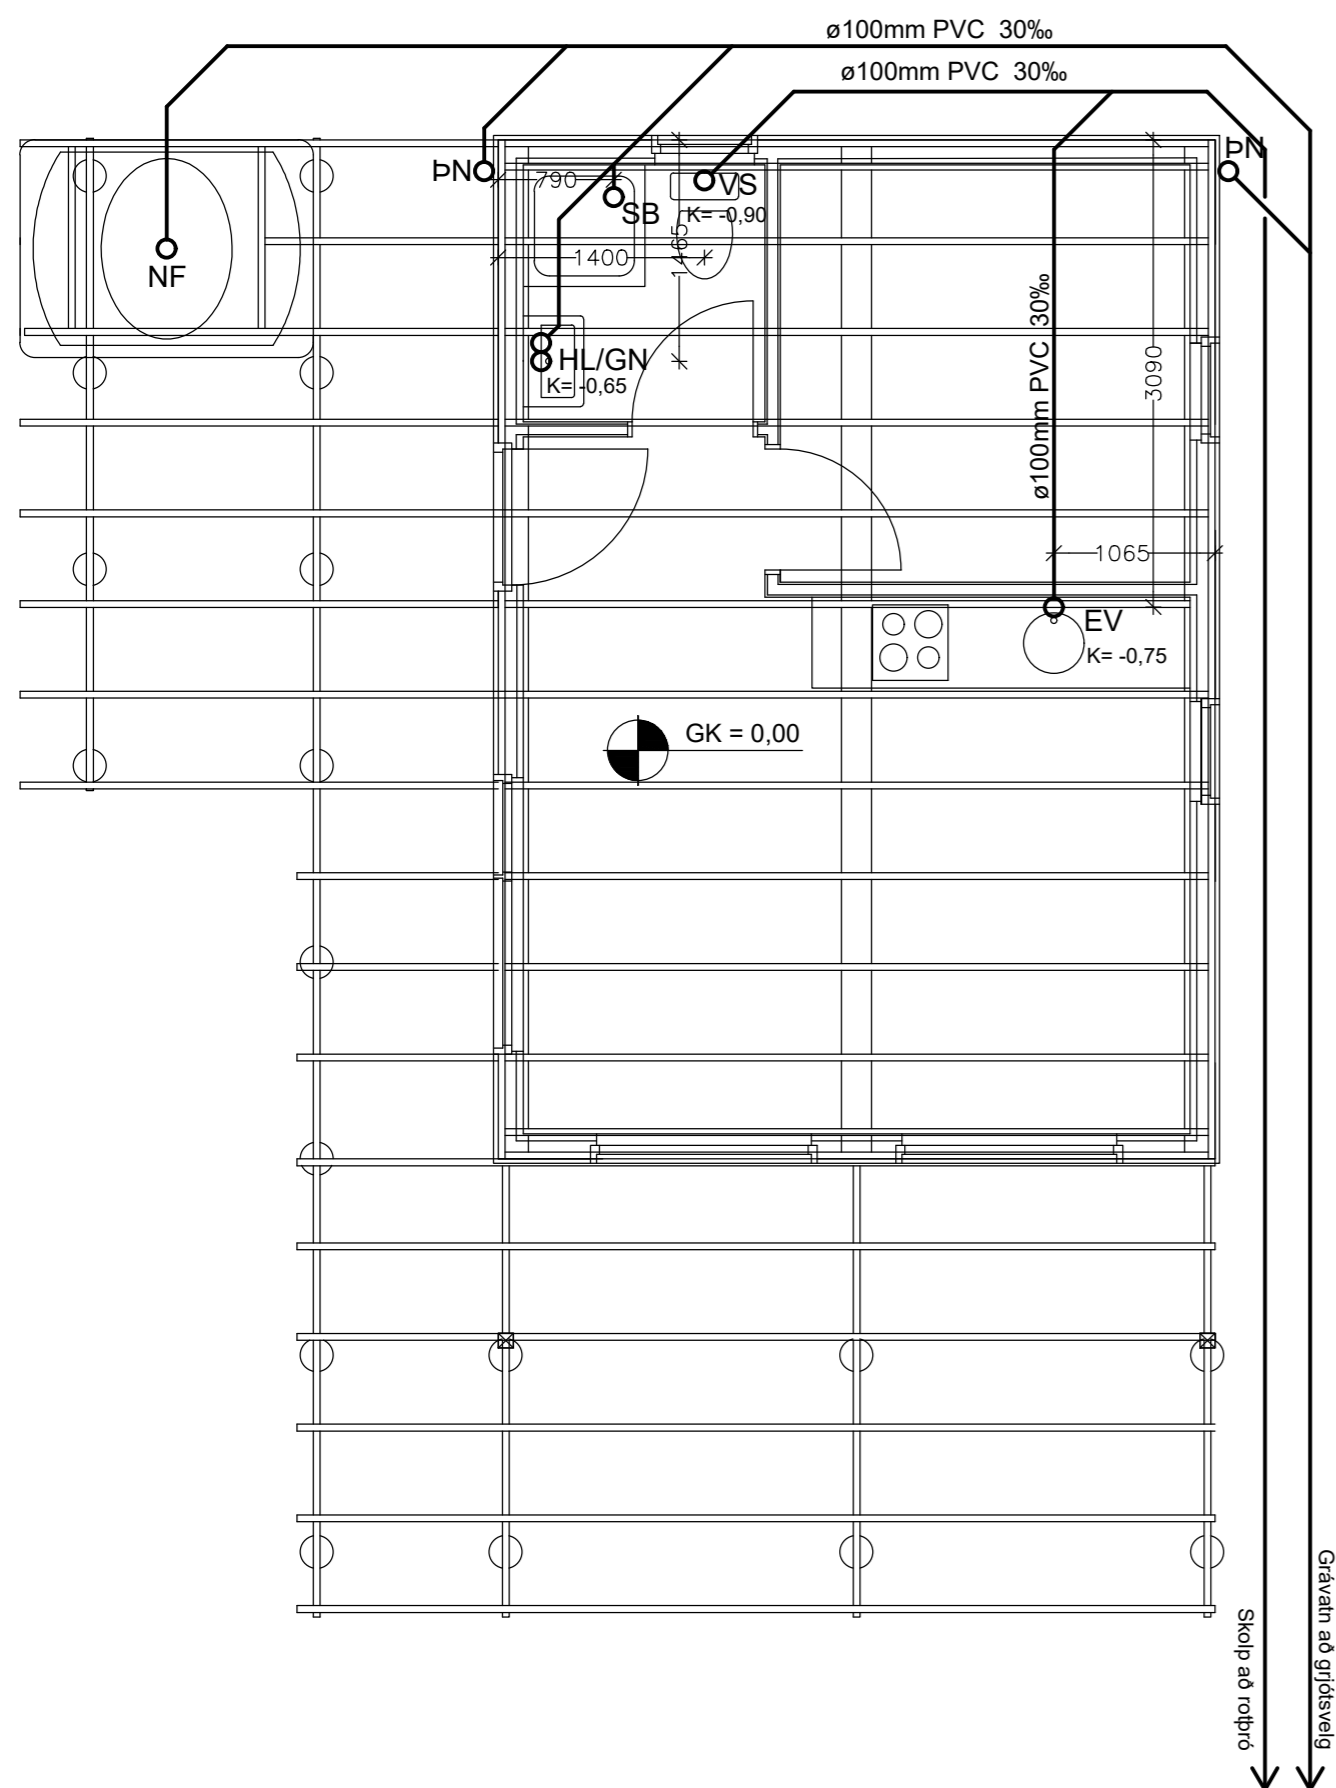 ø100mm PVC 30‰
ø100mm PVC 30‰
ÞN
ÞN
790
VS
SB
K= -0,90
1465
1400
NF
HL/GN
K= -0,65
ø100mm PVC 30‰
3090
1065
EV
K= -0,75
GK = 0,00
Skolp að rotþró
Grávatn að grjótsvelg